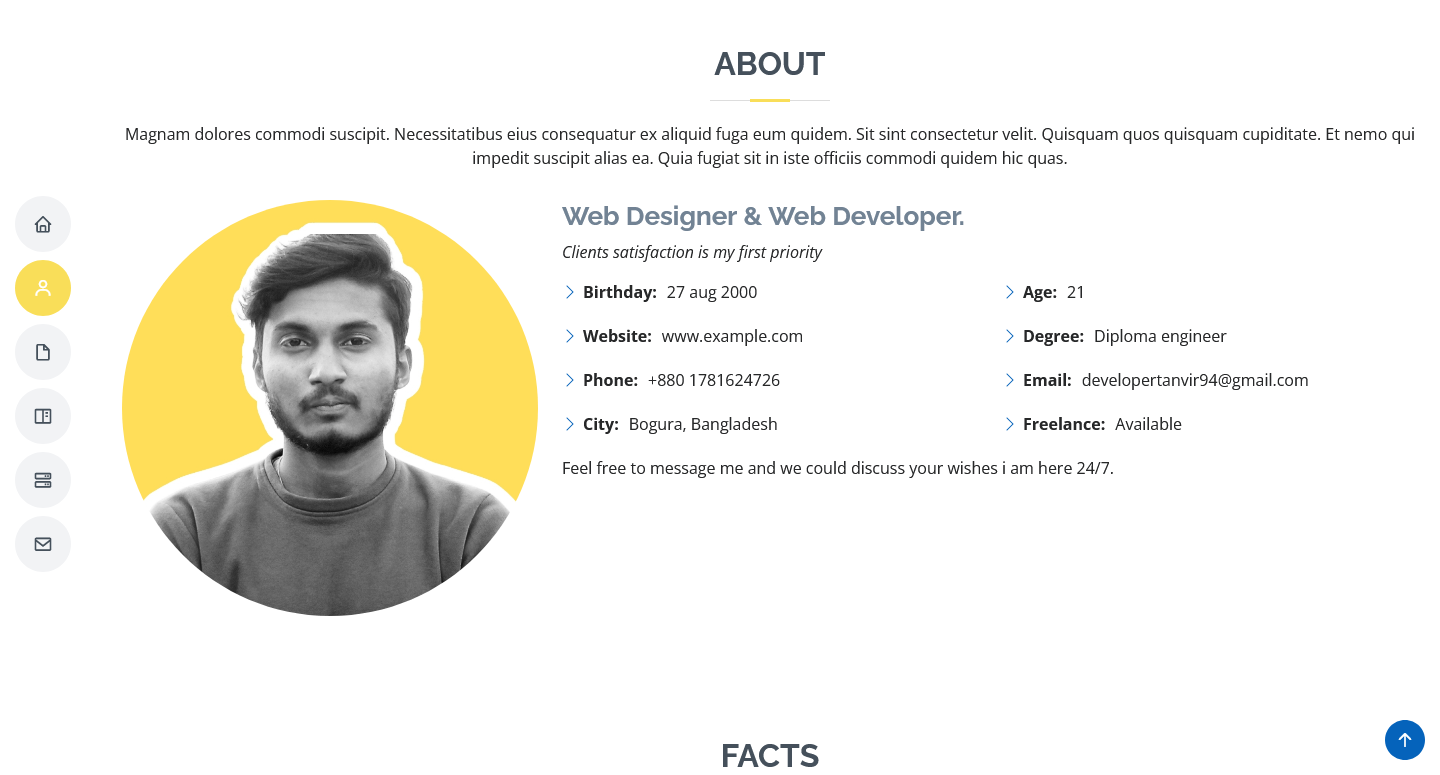 ABOUT
Magnam dolores commodi suscipit. Necessitatibus eius consequatur ex aliquid fuga eum quidem. Sit sint consectetur velit. Quisquam quos quisquam cupiditate. Et nemo qui
impedit suscipit alias ea. Quia fugiat sit in iste officiis commodi quidem hic quas.
Web Designer & Web Developer.
Clients satisfaction is my first priority
Birthday: 27 aug 2000
Website: www.example.com
Phone: +880 1781624726
City: Bogura, Bangladesh
Age: 21
Degree: Diploma engineer
Email: developertanvir94@gmail.com
Freelance: Available
Feel free to message me and we could discuss your wishes i am here 24/7.
FACTS